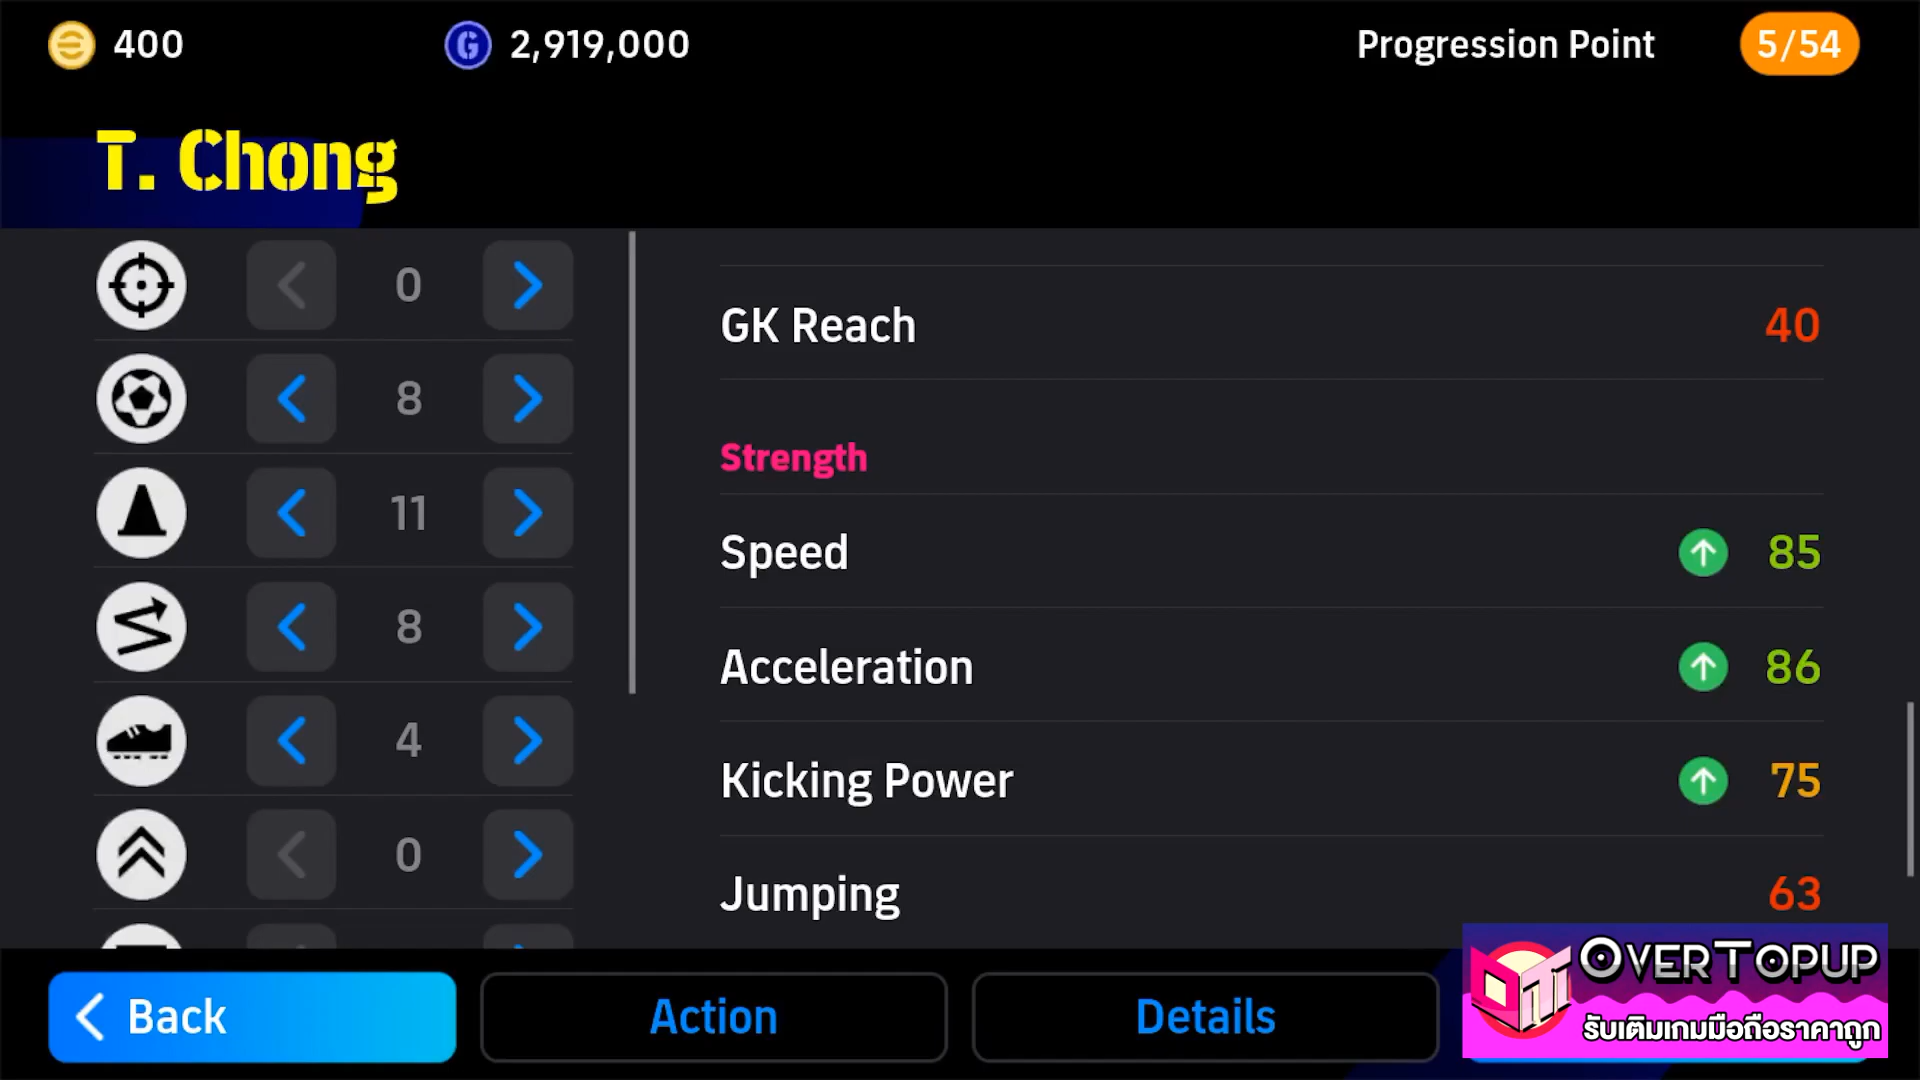 400
2,919,000
Progression Point
5/54
T. Chong
0
8
11
8
4
0
GK Reach 40
Strength
Speed 85
Acceleration 86
Kicking Power 75
Jumping 63
Back
Action
Details
OVERTOPUP
รับเติมเกมมือถือราคาถูก